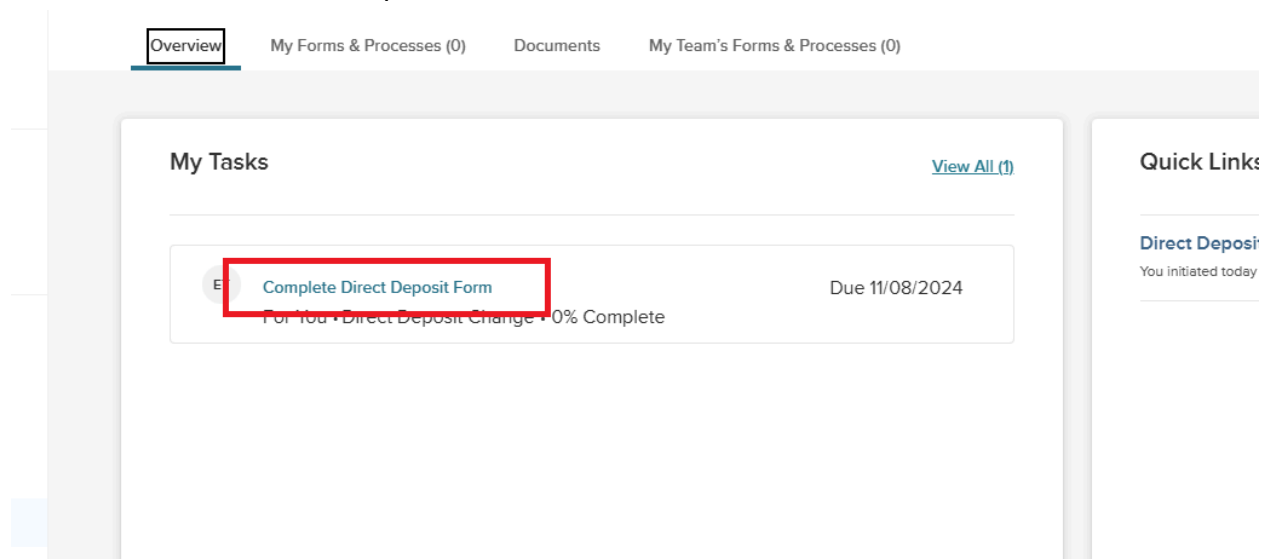 Overview My Forms & Processes (0) Documents My Team's Forms & Processes (0)
My Tasks View All (1)
Complete Direct Deposit Form Due 11/08/2024
For You • Direct Deposit Change • 0% Complete
Quick Links
Direct Deposit
You initiated today